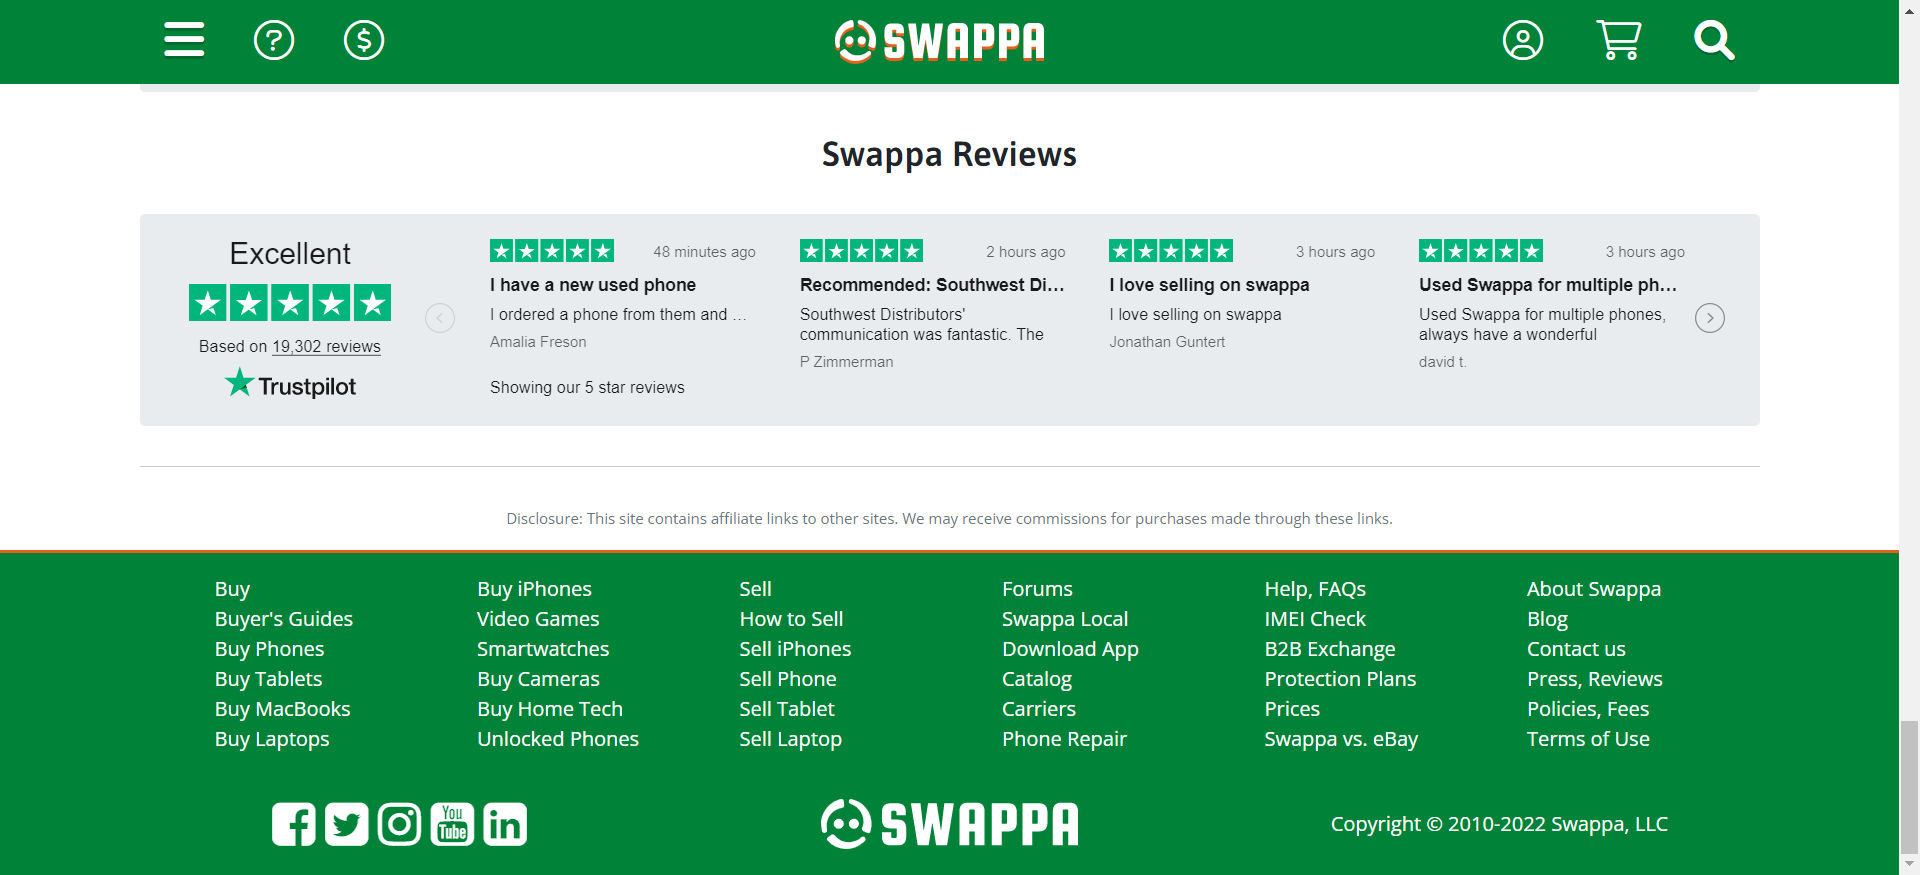 SWAPPA
Swappa Reviews
Excellent
Based on 19,302 reviews
Trustpilot
48 minutes ago
I have a new used phone
I ordered a phone from them and …
Amalia Freson
Showing our 5 star reviews
2 hours ago
Recommended: Southwest Di…
Southwest Distributors'
communication was fantastic. The
P Zimmerman
3 hours ago
I love selling on swappa
I love selling on swappa
Jonathan Guntert
3 hours ago
Used Swappa for multiple ph…
Used Swappa for multiple phones,
always have a wonderful
david t.
Disclosure: This site contains affiliate links to other sites. We may receive commissions for purchases made through these links.
Buy
Buyer's Guides
Buy Phones
Buy Tablets
Buy MacBooks
Buy Laptops
Buy iPhones
Video Games
Smartwatches
Buy Cameras
Buy Home Tech
Unlocked Phones
Sell
How to Sell
Sell iPhones
Sell Phone
Sell Tablet
Sell Laptop
Forums
Swappa Local
Download App
Catalog
Carriers
Phone Repair
Help, FAQs
IMEI Check
B2B Exchange
Protection Plans
Prices
Swappa vs. eBay
About Swappa
Blog
Contact us
Press, Reviews
Policies, Fees
Terms of Use
You
Tube
SWAPPA
Copyright © 2010-2022 Swappa, LLC